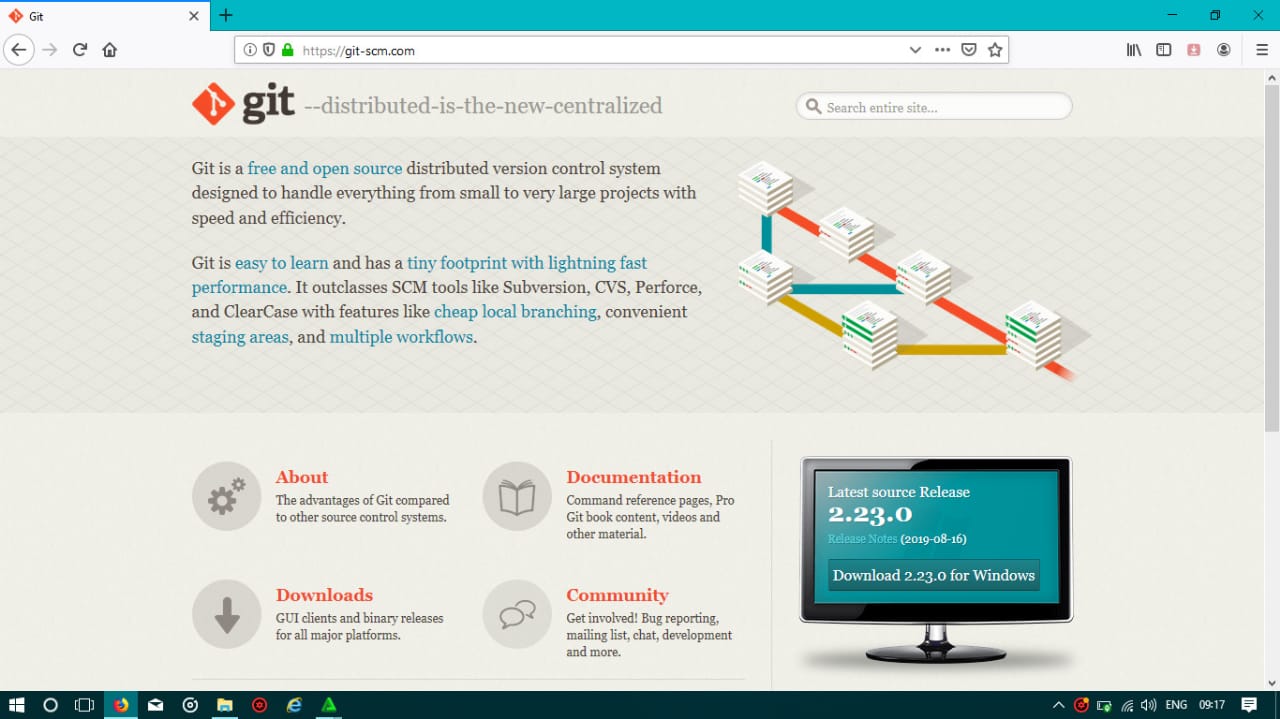 Git
https://git-scm.com
git --distributed-is-the-new-centralized
Search entire site...
Git is a free and open source distributed version control system
designed to handle everything from small to very large projects with
speed and efficiency.
Git is easy to learn and has a tiny footprint with lightning fast
performance. It outclasses SCM tools like Subversion, CVS, Perforce,
and ClearCase with features like cheap local branching, convenient
staging areas, and multiple workflows.
About
The advantages of Git compared
to other source control systems.
Documentation
Command reference pages, Pro
Git book content, videos and
other material.
Downloads
GUI clients and binary releases
for all major platforms.
Community
Get involved! Bug reporting,
mailing list, chat, development
and more.
Latest source Release
2.23.0
Release Notes (2019-08-16)
Download 2.23.0 for Windows
ENG 09:17